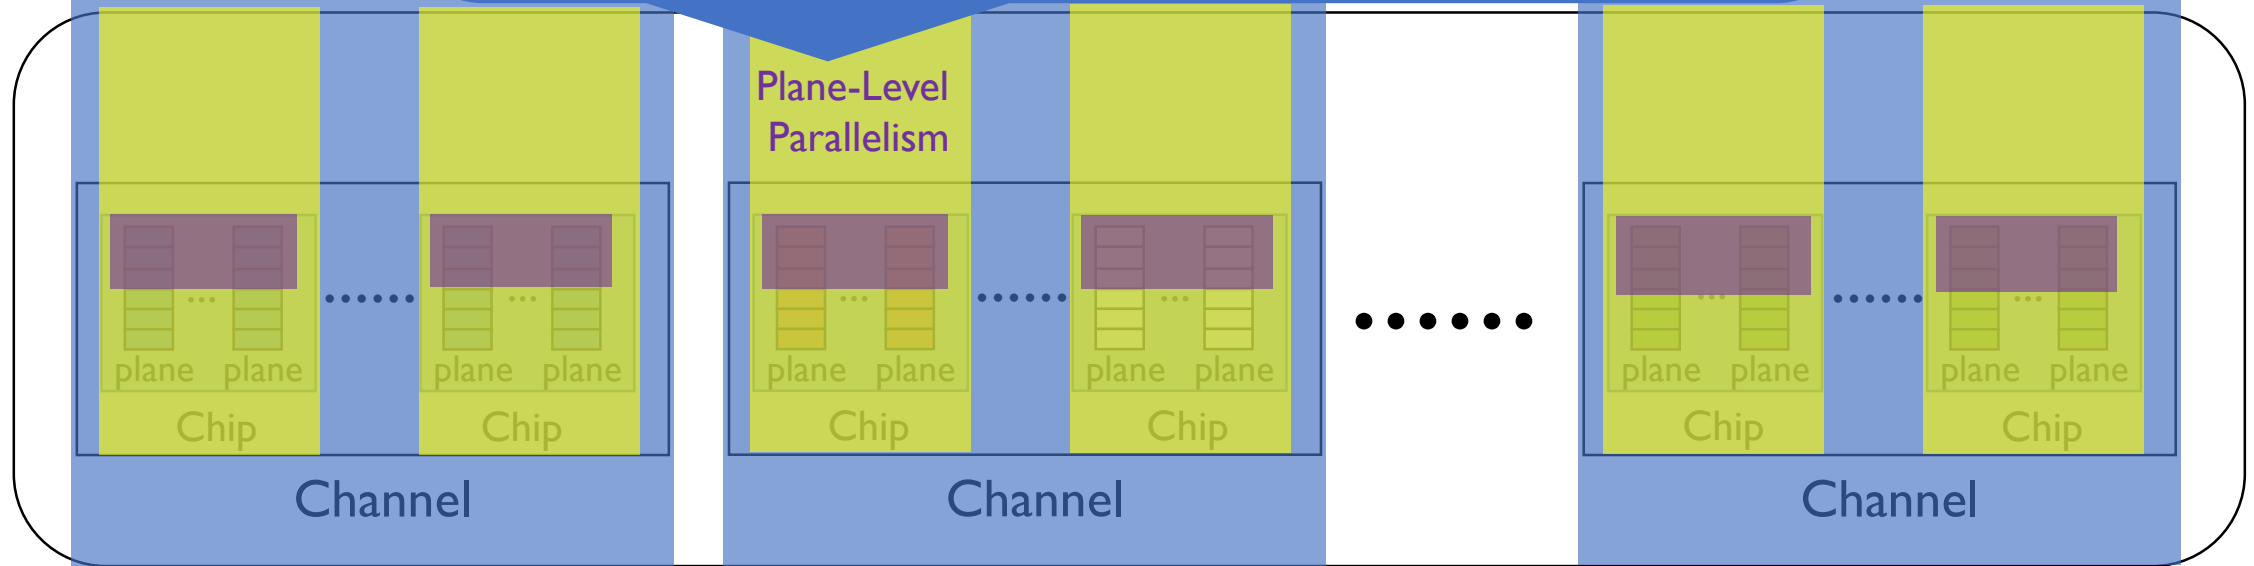 Plane-Level
Parallelism
... ... ... ... ... ...
plane plane plane plane plane plane plane plane plane plane plane plane
Chip Chip Chip Chip Chip Chip
Channel Channel Channel